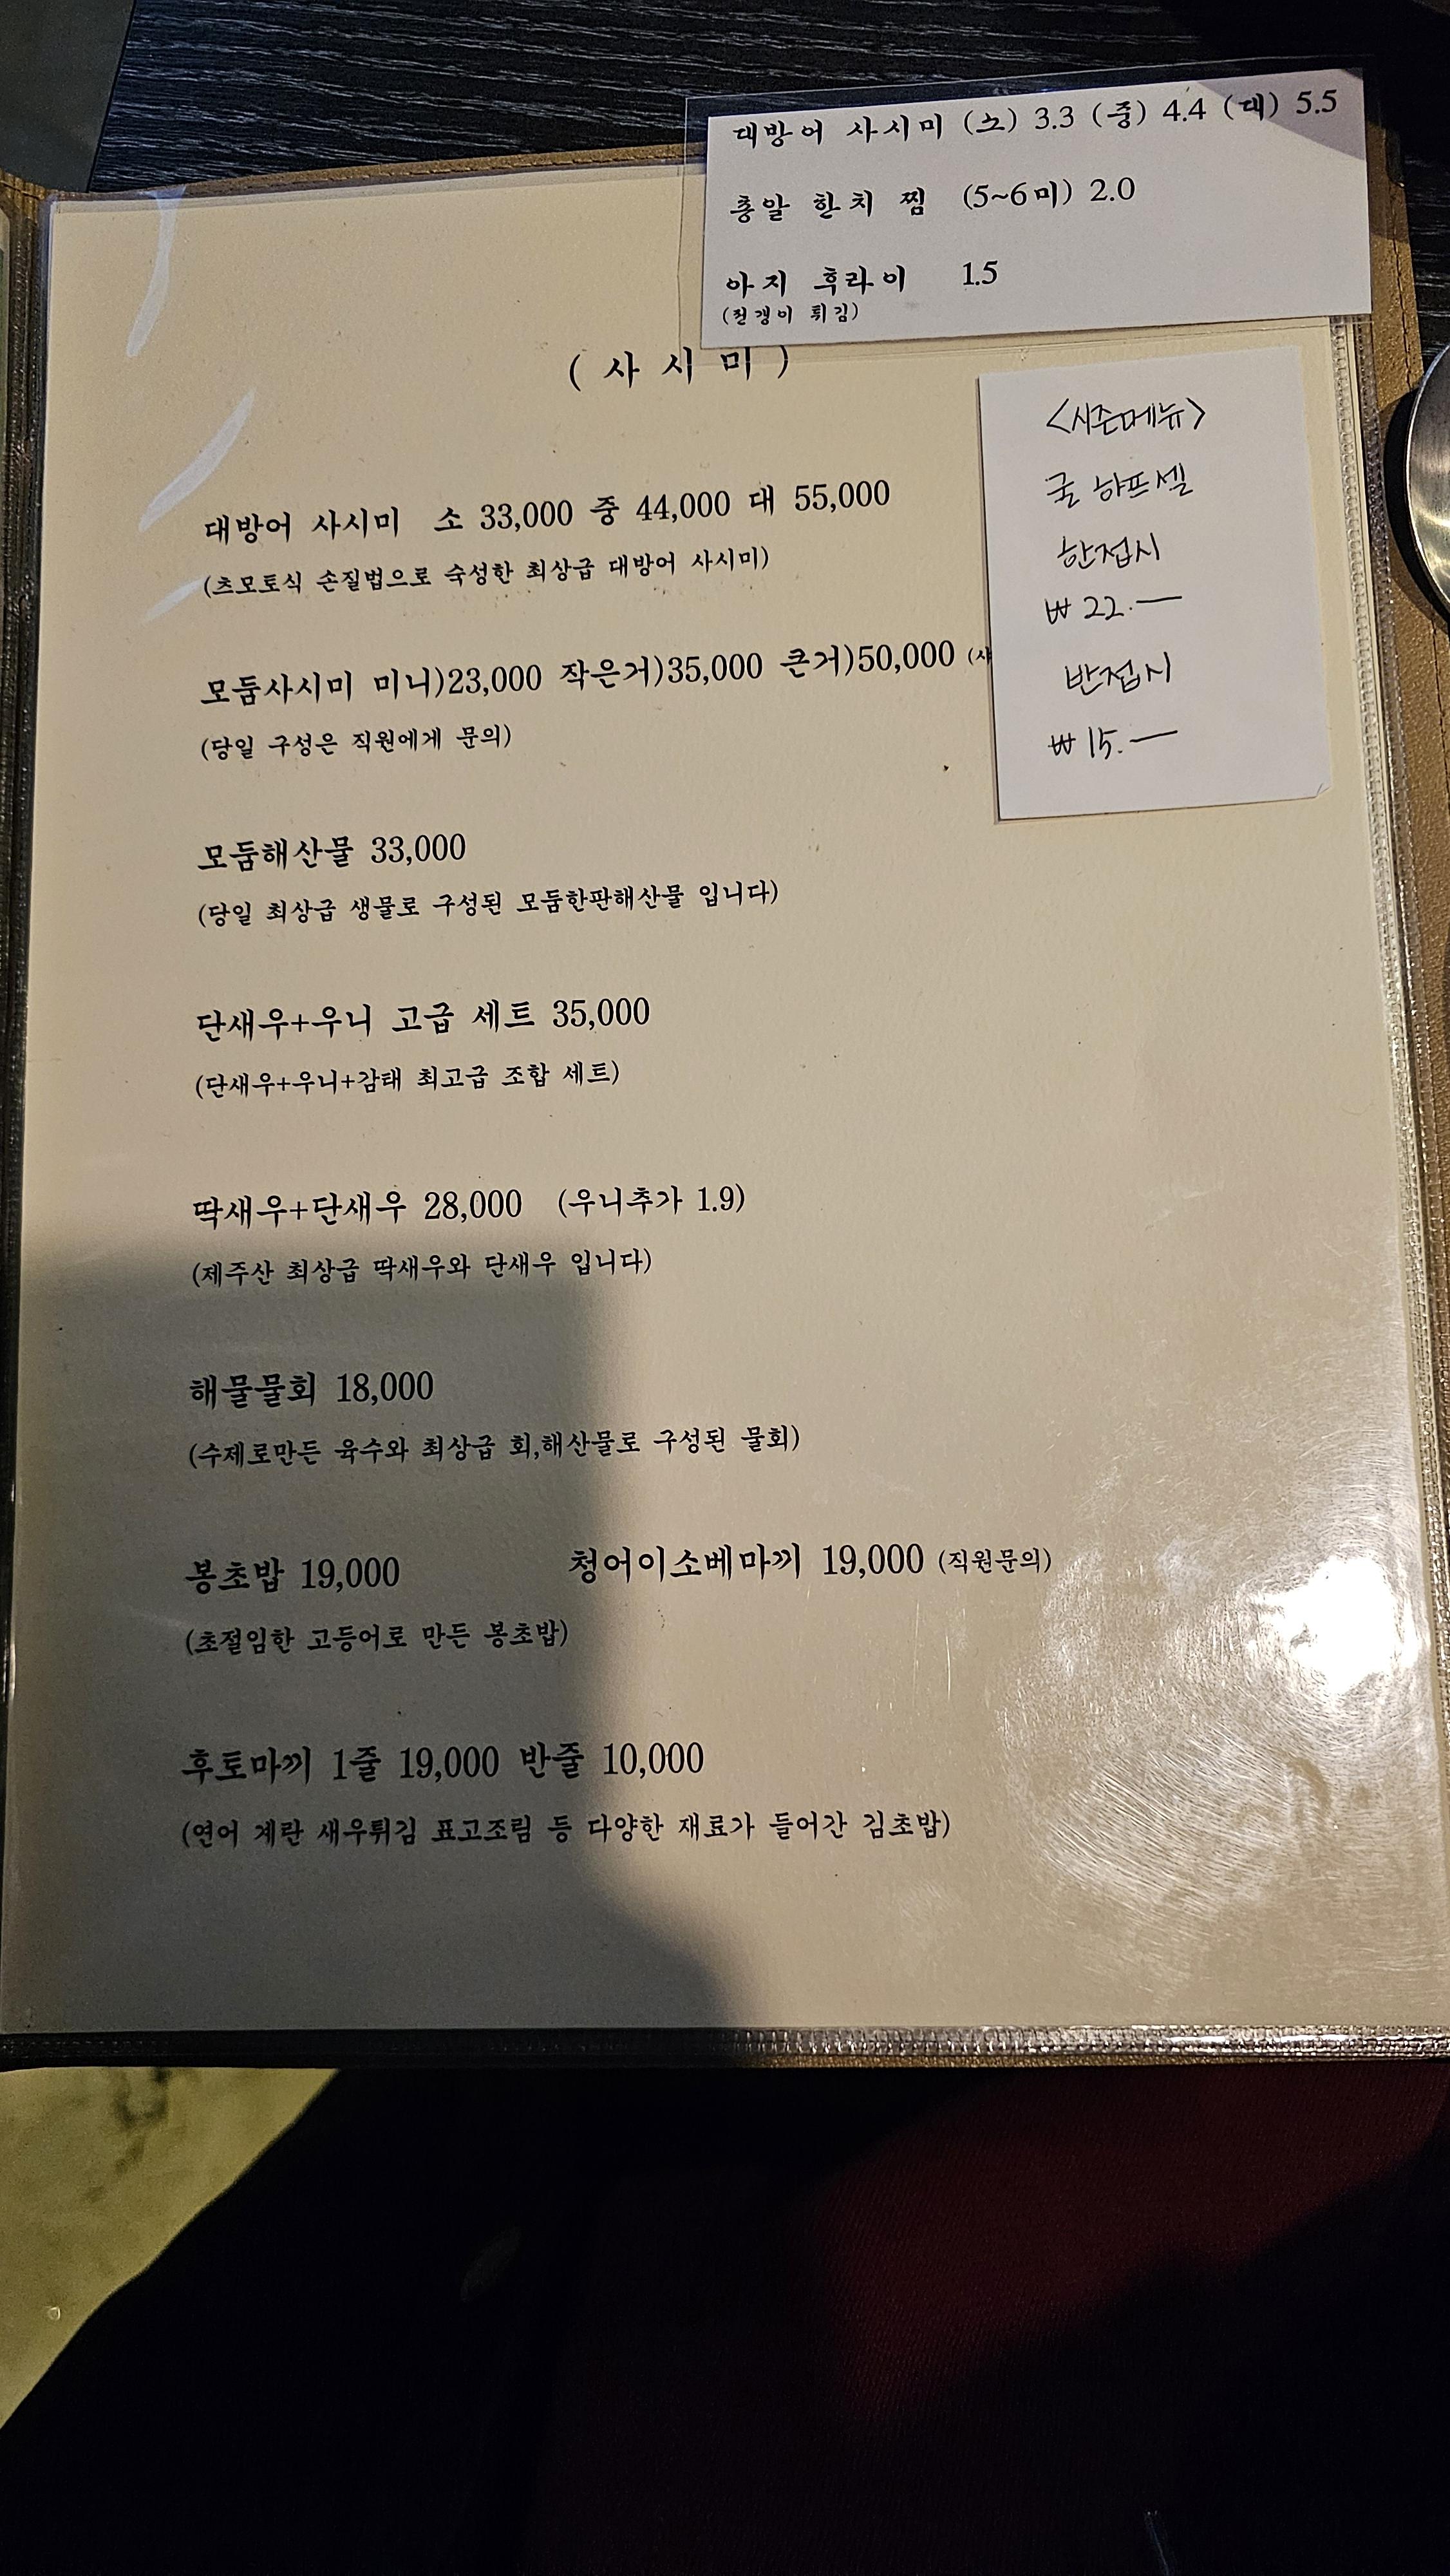 대방어 사시미 (소) 3.3 (중) 4.4 (대) 5.5
총알 한치 찜 (5~6미) 2.0
아지 후라이 1.5
(전갱이 튀김)
( 사 시 미 )
<시즌메뉴>
굴 하프셀
한접시
₩ 22.—
반접시
₩ 15.—
대방어 사시미 소 33,000 중 44,000 대 55,000
(츠모토식 손질법으로 숙성한 최상급 대방어 사시미)
모둠사시미 미니)23,000 작은거)35,000 큰거)50,000
(당일 구성은 직원에게 문의)
모둠해산물 33,000
(당일 최상급 생물로 구성된 모둠한판해산물 입니다)
단새우+우니 고급 세트 35,000
(단새우+우니+감태 최고급 조합 세트)
딱새우+단새우 28,000 (우니추가 1.9)
(제주산 최상급 딱새우와 단새우 입니다)
해물물회 18,000
(수제로만든 육수와 최상급 회,해산물로 구성된 물회)
봉초밥 19,000 청어이소베마끼 19,000 (직원문의)
(초절임한 고등어로 만든 봉초밥)
후토마끼 1줄 19,000 반줄 10,000
(연어 계란 새우튀김 표고조림 등 다양한 재료가 들어간 김초밥)